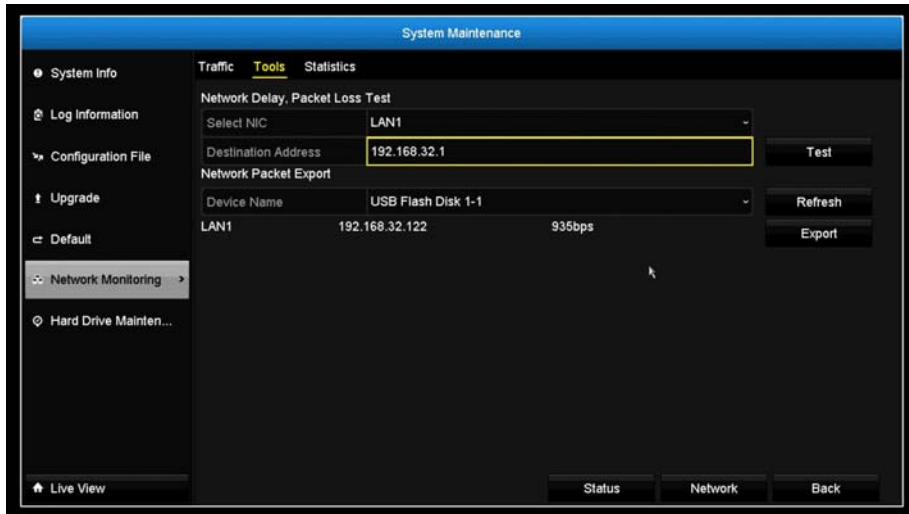 System Maintenance
System Info
Log Information
Configuration File
Upgrade
Default
Network Monitoring >
Hard Drive Mainten...
Live View
Traffic Tools Statistics
Network Delay, Packet Loss Test
Select NIC LAN1
Destination Address 192.168.32.1 Test
Network Packet Export
Device Name USB Flash Disk 1-1 Refresh
LAN1 192.168.32.122 935bps Export
Status Network Back